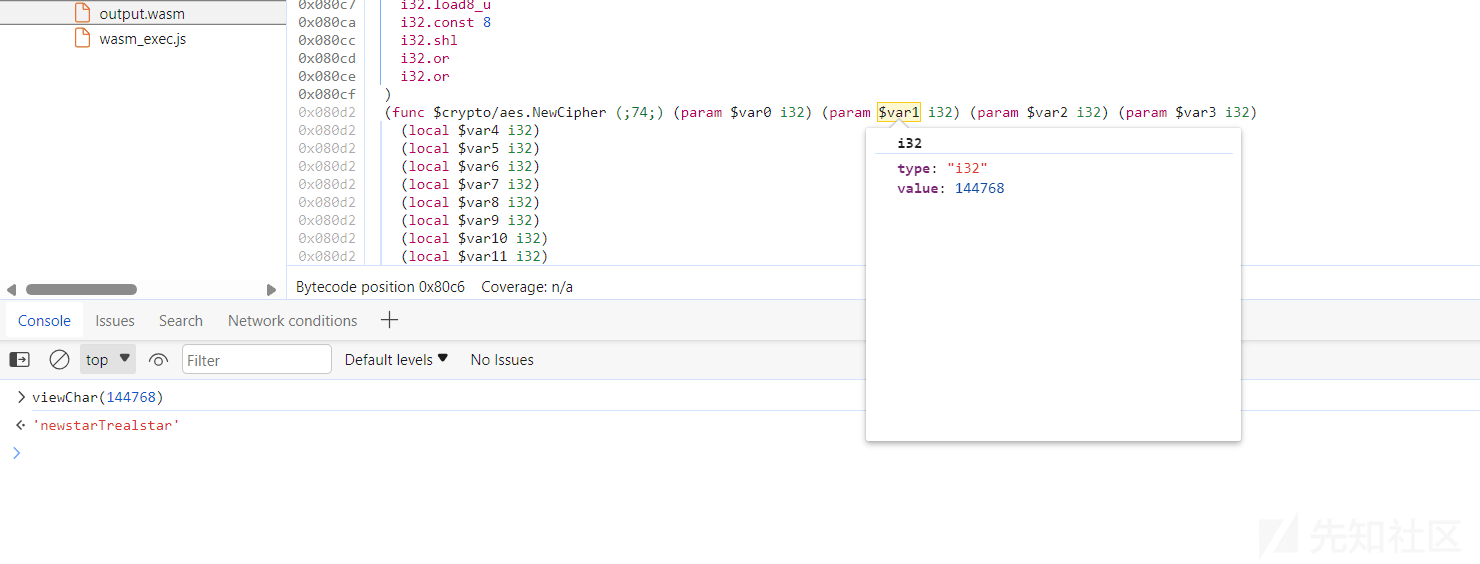 output.wasm
wasm_exec.js
0x080c7 i32.load8_u
0x080ca i32.const 8
0x080cc i32.shl
0x080cd i32.or
0x080ce i32.or
0x080cf )
0x080d2 (func $crypto/aes.NewCipher (;74;) (param $var0 i32) (param $var1 i32) (param $var2 i32) (param $var3 i32)
0x080d2 (local $var4 i32)
0x080d2 (local $var5 i32)
0x080d2 (local $var6 i32)
0x080d2 (local $var7 i32)
0x080d2 (local $var8 i32)
0x080d2 (local $var9 i32)
0x080d2 (local $var10 i32)
0x080d2 (local $var11 i32)
i32
type: "i32"
value: 144768
Bytecode position 0x80c6 Coverage: n/a
Console Issues Search Network conditions
top Filter Default levels No Issues
viewChar(144768)
'newstarTrealstar'
先知社区